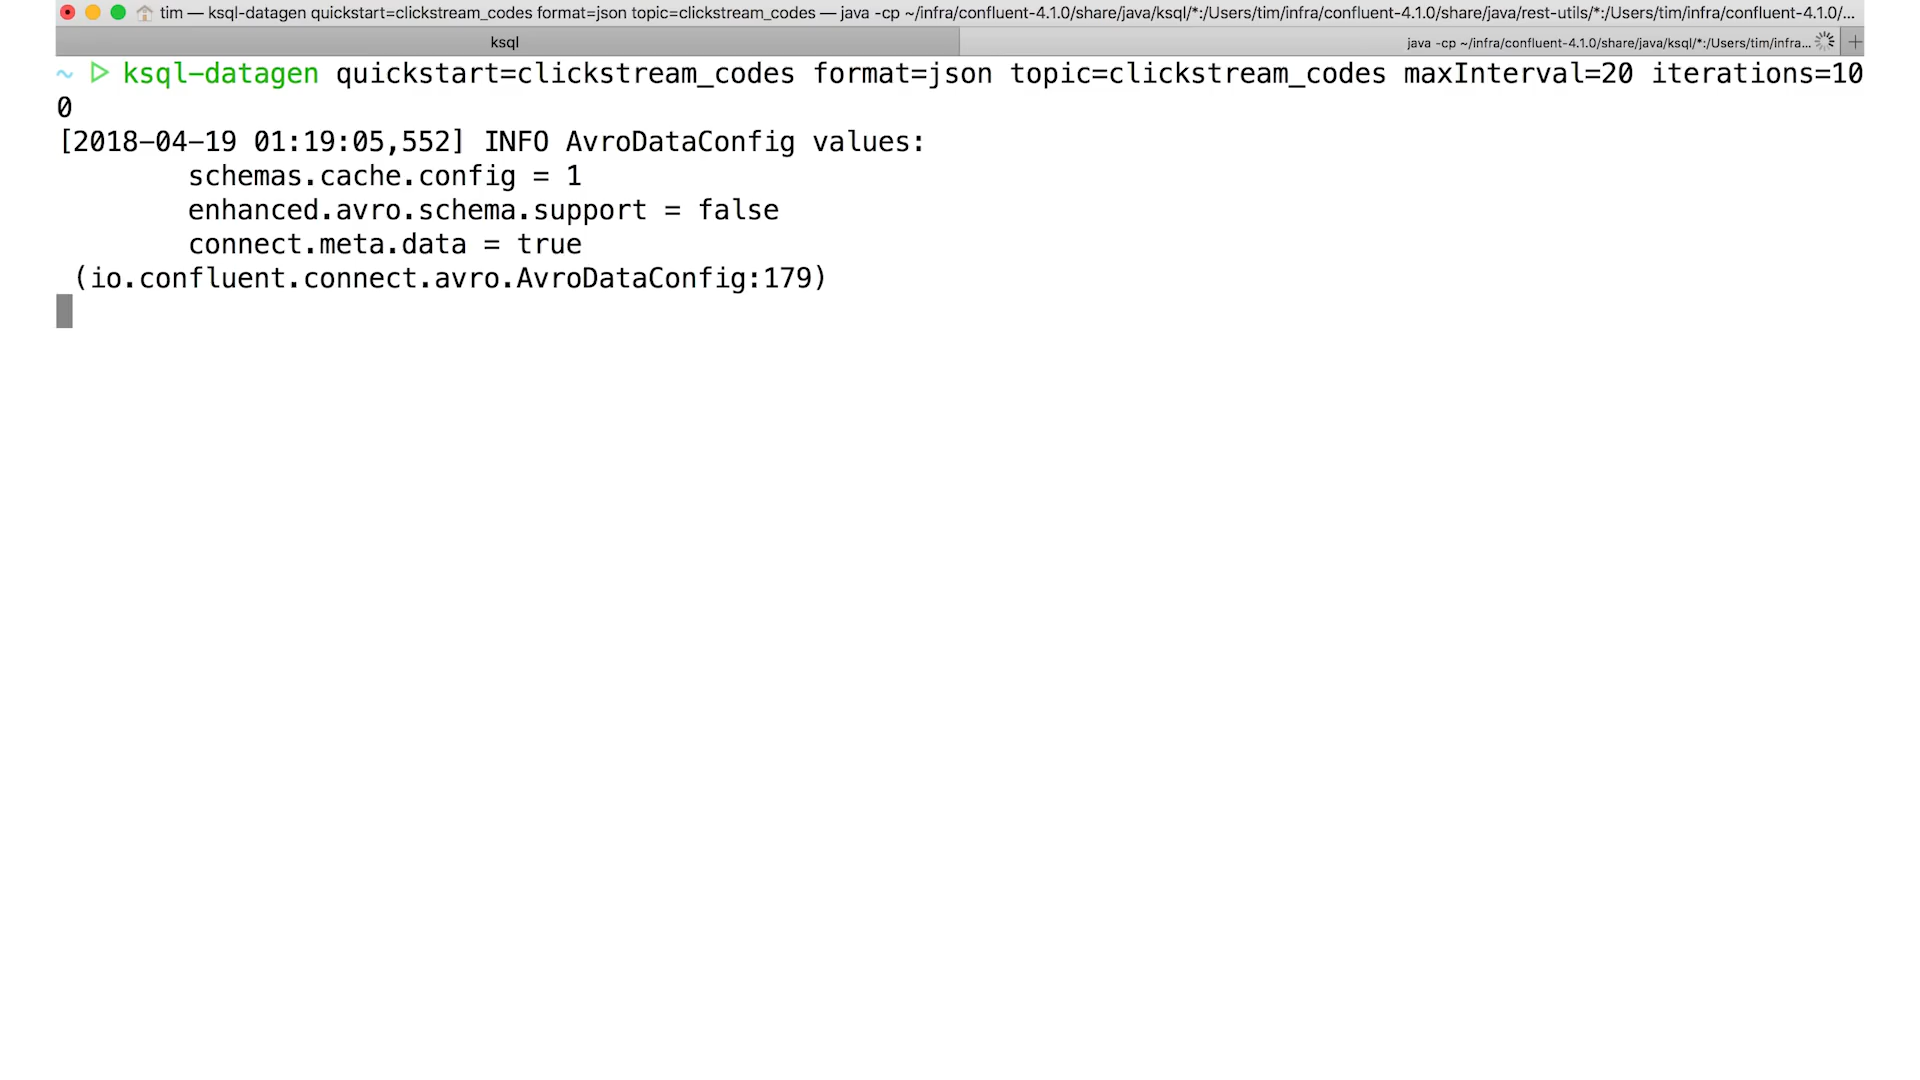 tim — ksql-datagen quickstart=clickstream_codes format=json topic=clickstream_codes — java -cp ~/infra/confluent-4.1.0/share/java/ksql/*:/Users/tim/infra/confluent-4.1.0/share/java/rest-utils/*:/Users/tim/infra/confluent-4.1.0/...
ksql
java -cp ~/infra/confluent-4.1.0/share/java/ksql/*:/Users/tim/infra...
~ ▷ ksql-datagen quickstart=clickstream_codes format=json topic=clickstream_codes maxInterval=20 iterations=10
0
[2018-04-19 01:19:05,552] INFO AvroDataConfig values:
schemas.cache.config = 1
enhanced.avro.schema.support = false
connect.meta.data = true
(io.confluent.connect.avro.AvroDataConfig:179)